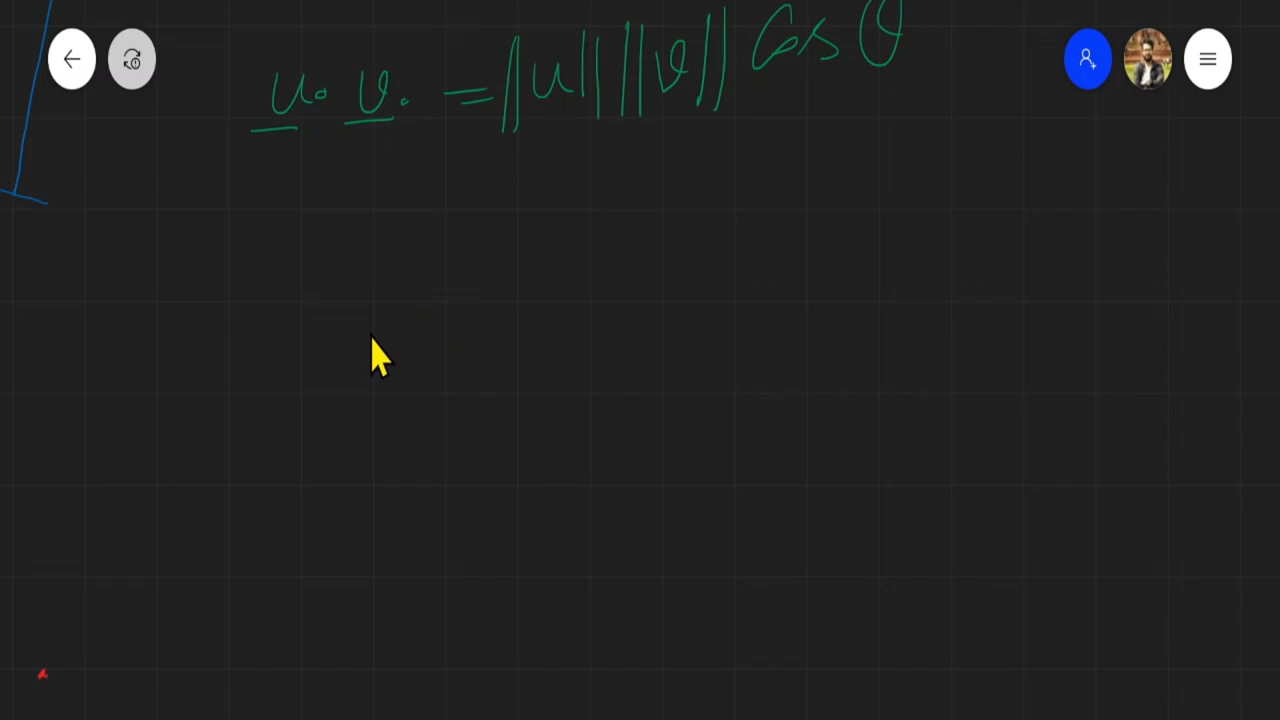 u. v. = ||u|| ||v|| Cos θ